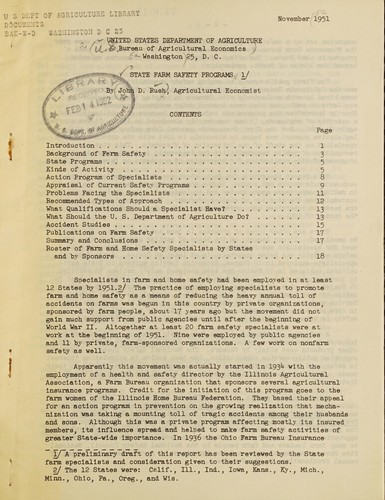 U S DEPT OF AGRICULTURE LIBRARY
DOCUMENTS
BAE-E-D WASHINGTON D C 25
November 1951
UNITED STATES DEPARTMENT OF AGRICULTURE
U.S. Bureau of Agricultural Economics
Washington 25, D. C.
STATE FARM SAFETY PROGRAMS 1/
By John D. Rush, Agricultural Economist
LIBRARY
RECEIVED
FEB 14 1952
U. S. DEPT. OF AGRICULTURE
CONTENTS
Page
Introduction . . . . . . . . . . . . . . . . . . . . . . 1
Background of Farm Safety . . . . . . . . . . . . . . . . 3
State Programs . . . . . . . . . . . . . . . . . . . . . 5
Kinds of Activity . . . . . . . . . . . . . . . . . . . . 5
Action Program of Specialists . . . . . . . . . . . . . . 8
Appraisal of Current Safety Programs . . . . . . . . . . 9
Problems Facing the Specialists . . . . . . . . . . . . . 11
Recommended Types of Approach . . . . . . . . . . . . . . 12
What Qualifications Should a Specialist Have? . . . . . . 13
What Should the U. S. Department of Agriculture Do? . . . 13
Accident Studies . . . . . . . . . . . . . . . . . . . . 15
Publications on Farm Safety . . . . . . . . . . . . . . . 17
Summary and Conclusions . . . . . . . . . . . . . . . . . 17
Roster of Farm and Home Safety Specialists by States
and by Sponsors . . . . . . . . . . . . . . . . . . . . 18
Specialists in farm and home safety had been employed in at least
12 States by 1951.2/ The practice of employing specialists to promote
farm and home safety as a means of reducing the heavy annual toll of
accidents on farms was begun in this country by private organizations,
sponsored by farm people, about 17 years ago but the movement did not
gain much support from public agencies until after the beginning of
World War II. Altogether at least 20 farm safety specialists were at
work at the beginning of 1951. Nine were employed by public agencies
and 11 by private, farm-sponsored organizations. A few work on nonfarm
safety as well.
Apparently this movement was actually started in 1934 with the
employment of a health and safety director by the Illinois Agricultural
Association, a Farm Bureau organization that sponsors several agricultural
insurance programs. Credit for the initiation of this program goes to the
farm women of the Illinois Home Bureau Federation. They based their appeal
for an action program in prevention on the growing realization that mecha-
nization was taking a mounting toll of tragic accidents among their husbands
and sons. Although this was a private program affecting mostly its insured
members, its influence spread and helped to make farm safety activities of
greater State-wide importance. In 1936 the Ohio Farm Bureau Insurance
1/ A preliminary draft of this report has been reviewed by the State
farm specialists and consideration given to their suggestions.
2/ The 12 States were: Calif., Ill., Ind., Iowa, Kans., Ky., Mich.,
Minn., Ohio, Pa., Oreg., and Wis.